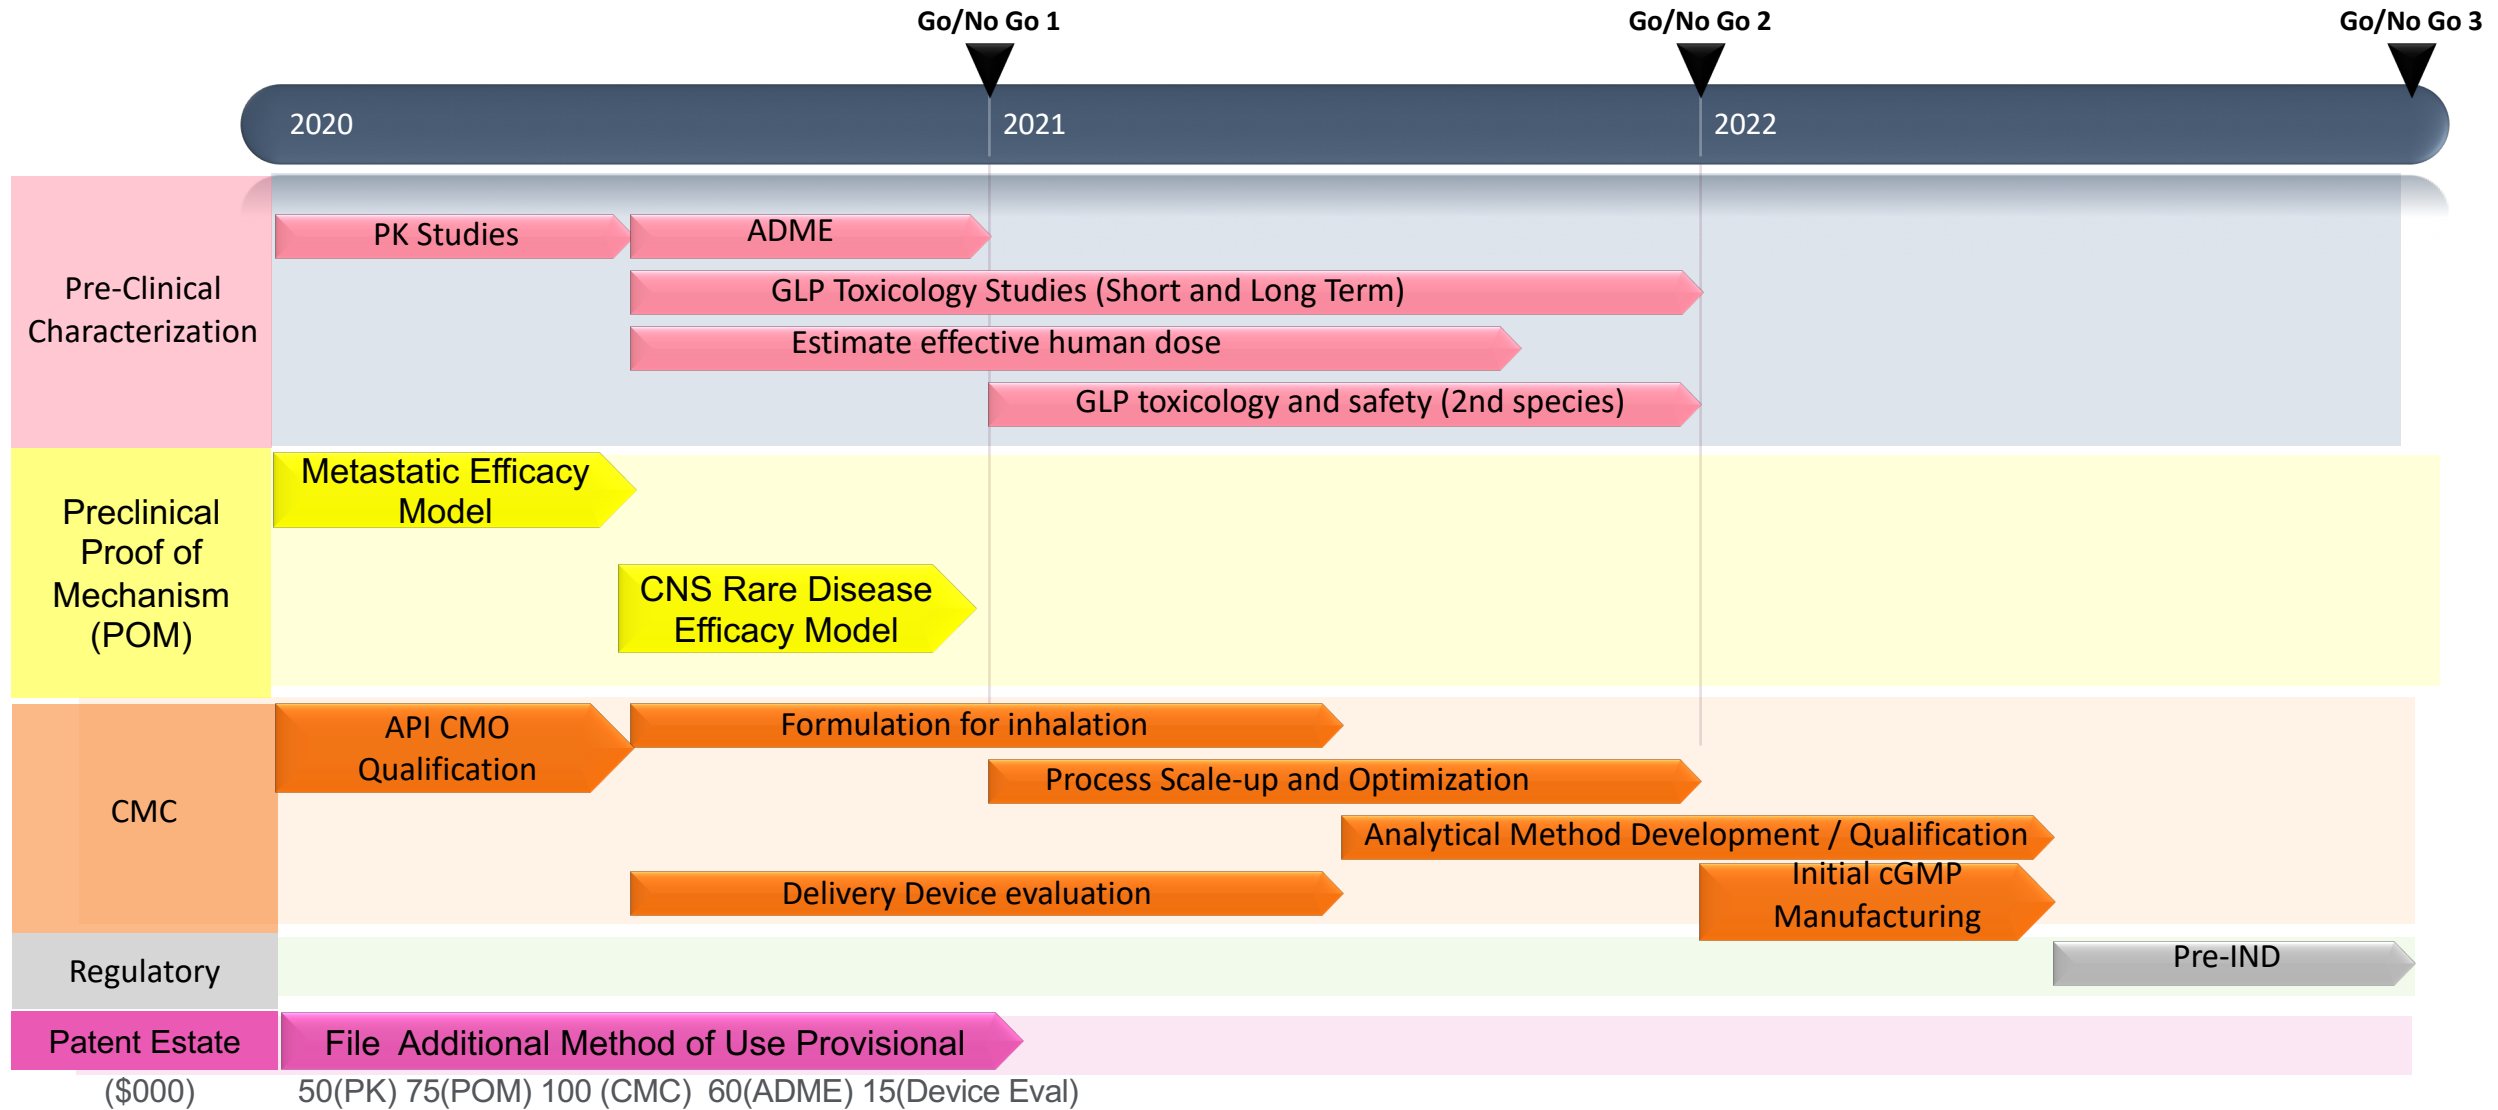 Go/No Go 1
Go/No Go 2
Go/No Go 3
2020
2021
2022
Pre-Clinical
Characterization
PK Studies
ADME
GLP Toxicology Studies (Short and Long Term)
Estimate effective human dose
GLP toxicology and safety (2nd species)
Preclinical
Proof of
Mechanism
(POM)
Metastatic Efficacy
Model
CNS Rare Disease
Efficacy Model
CMC
API CMO
Qualification
Formulation for inhalation
Process Scale-up and Optimization
Analytical Method Development / Qualification
Delivery Device evaluation
Initial cGMP
Manufacturing
Regulatory
Pre-IND
Patent Estate
File  Additional Method of Use Provisional
($000)
50(PK) 75(POM) 100 (CMC)  60(ADME) 15(Device Eval)